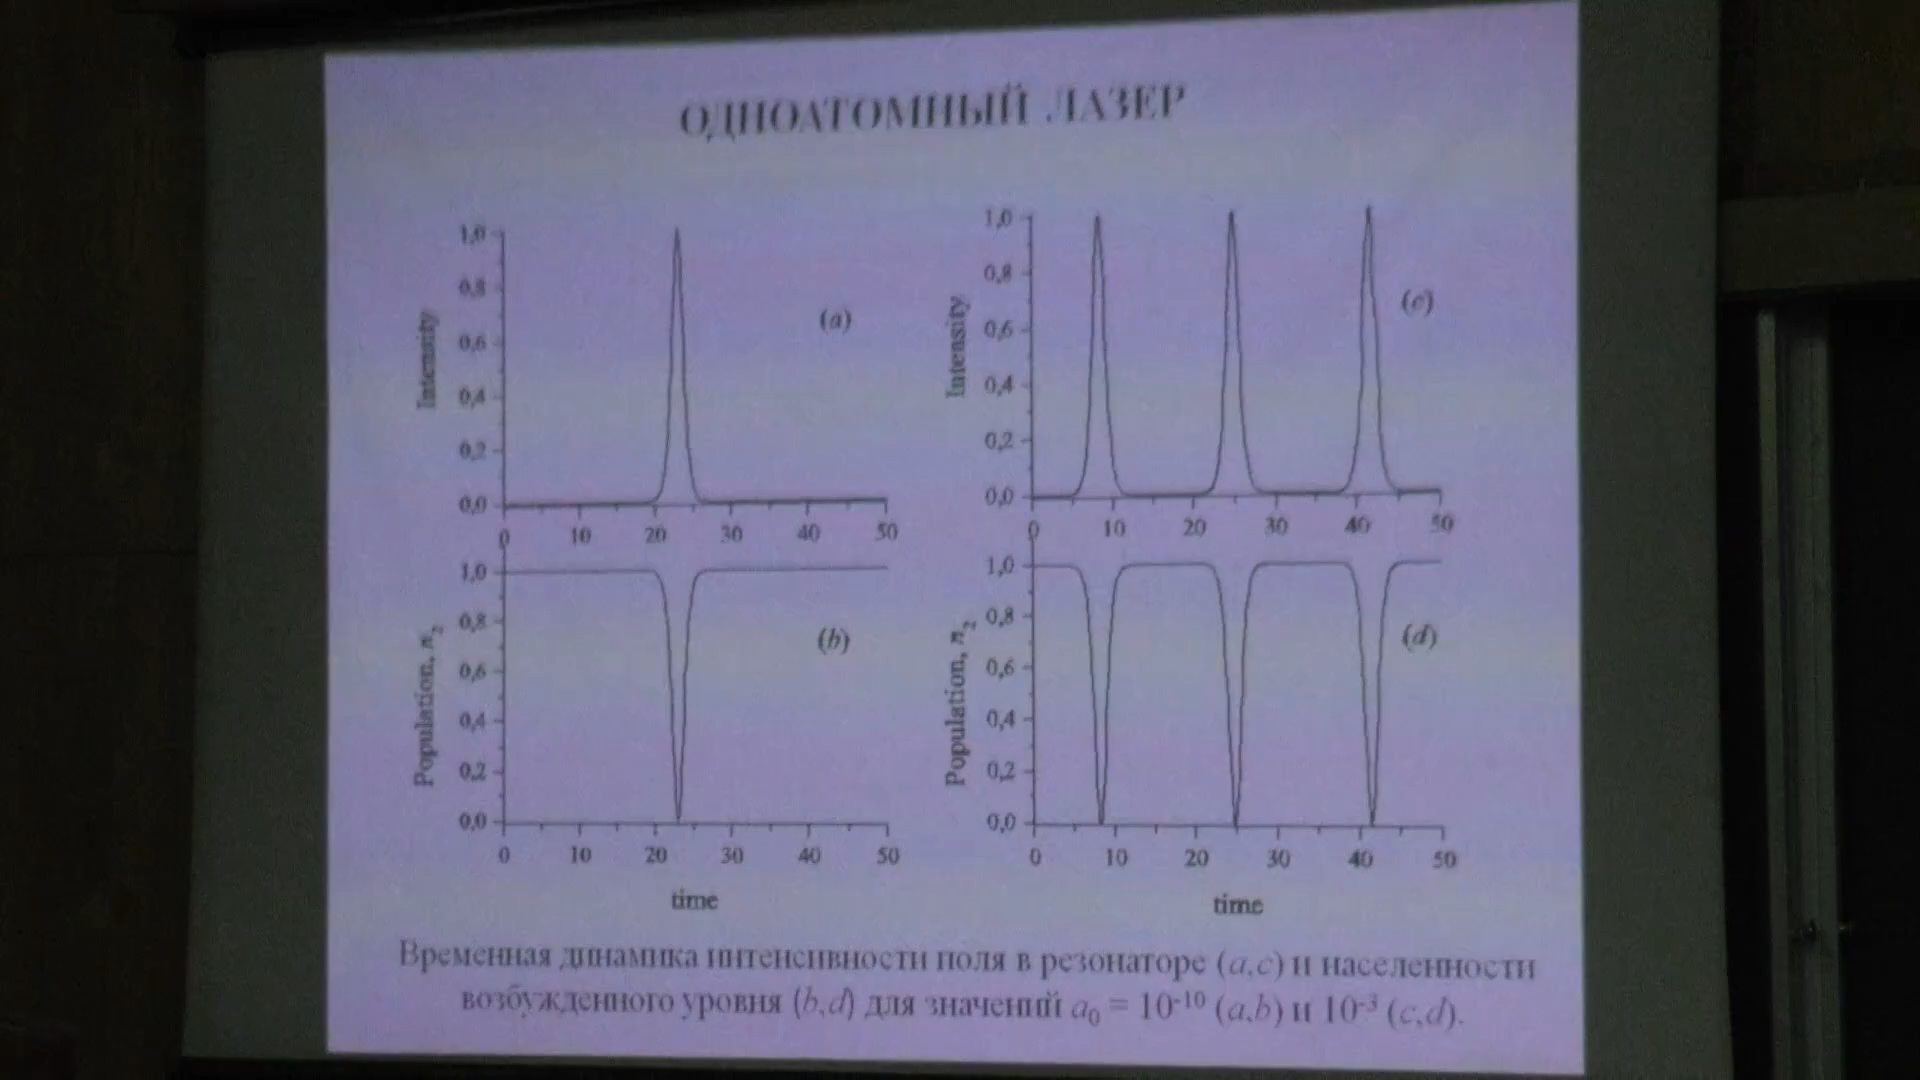 ОДНОАТОМНЫЙ ЛАЗЕР
1,0
0,8
0,6
0,4
0,2
0,0
Intensity
(a)
0 10 20 30 40 50
1,0
0,8
0,6
0,4
0,2
0,0
Intensity
(c)
0 10 20 30 40 50
1,0
0,8
0,6
0,4
0,2
0,0
Population, n₂
(b)
0 10 20 30 40 50
time
1,0
0,8
0,6
0,4
0,2
0,0
Population, n₂
(d)
0 10 20 30 40 50
time
Временная динамика интенсивности поля в резонаторе (a,c) и населенности
возбужденного уровня (b,d) для значений a₀ = 10⁻¹⁰ (a,b) и 10⁻³ (c,d).